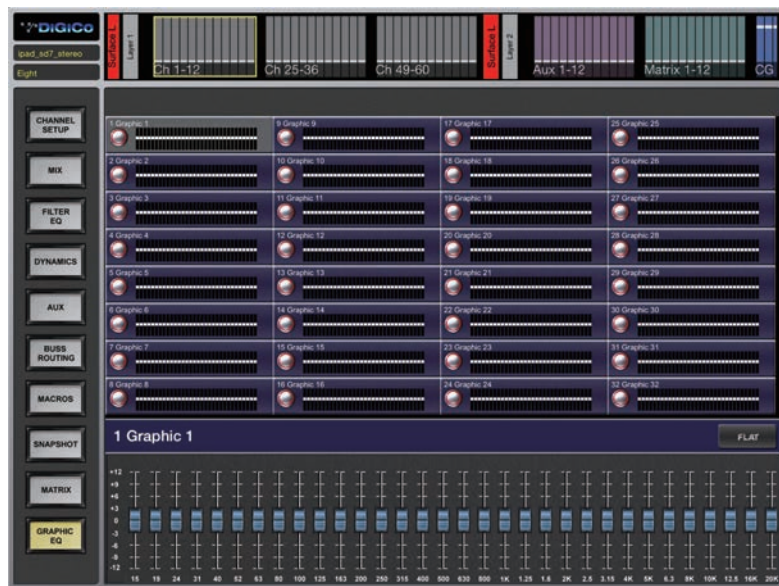 DiGiCo
ipad_sd7_stereo
Eight
Surface L
Layer 1
Ch 1-12
Ch 25-36
Ch 49-60
Surface L
Layer 2
Aux 1-12
Matrix 1-12
CG
CHANNEL
SETUP
MIX
FILTER
EQ
DYNAMICS
AUX
BUSS
ROUTING
MACROS
SNAPSHOT
MATRIX
GRAPHIC
EQ
1 Graphic 1
9 Graphic 9
17 Graphic 17
25 Graphic 25
2 Graphic 2
10 Graphic 10
18 Graphic 18
26 Graphic 26
3 Graphic 3
11 Graphic 11
19 Graphic 19
27 Graphic 27
4 Graphic 4
12 Graphic 12
20 Graphic 20
28 Graphic 28
5 Graphic 5
13 Graphic 13
21 Graphic 21
29 Graphic 29
6 Graphic 6
14 Graphic 14
22 Graphic 22
30 Graphic 30
7 Graphic 7
15 Graphic 15
23 Graphic 23
31 Graphic 31
8 Graphic 8
16 Graphic 16
24 Graphic 24
32 Graphic 32
1 Graphic 1
FLAT
+12
+9
+6
+3
0
-3
-6
-9
-12
15 19 24 31 40 52 63 80 100 125 163 200 250 315 400 500 630 800 1K 1.25 1.6 2K 2.5 3.15 4K 5K 6.3 8K 10K 12.5 16K 20K